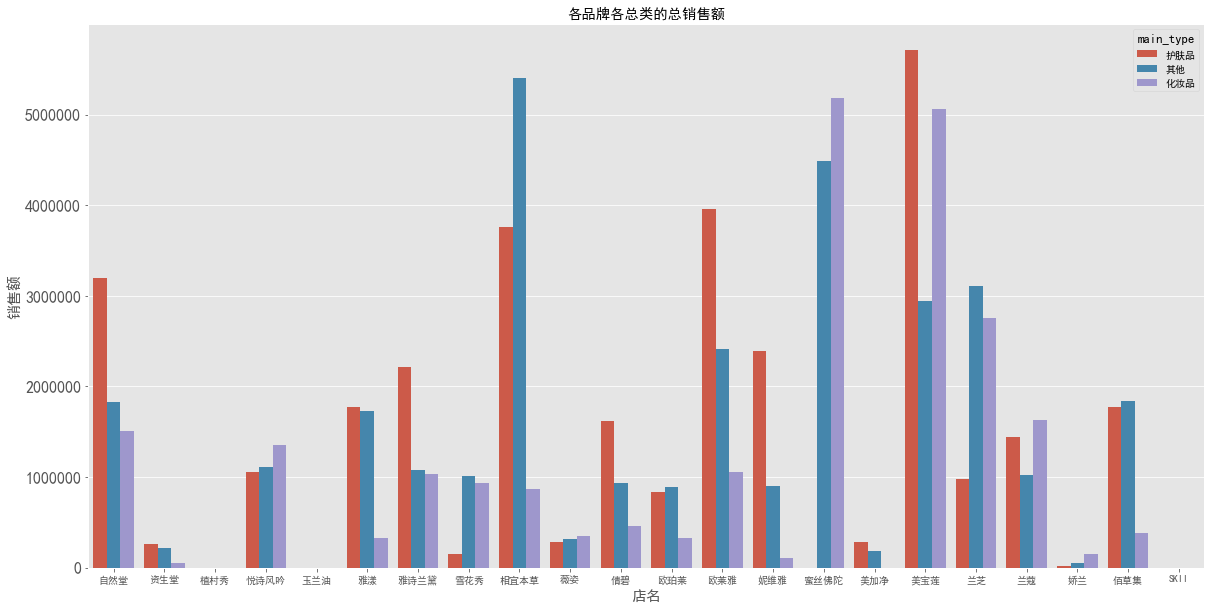 各品牌各总类的总销售额
main_type
护肤品
其他
化妆品
销售额
5000000
4000000
3000000
2000000
1000000
0
自然堂 资生堂 植村秀 悦诗风吟 玉兰油 雅漾 雅诗兰黛 雪花秀 相宜本草 薇姿 倩碧 欧珀莱 欧莱雅 妮维雅 蜜丝佛陀 美加净 美宝莲 兰芝 兰蔻 娇兰 佰草集 SKII
店名